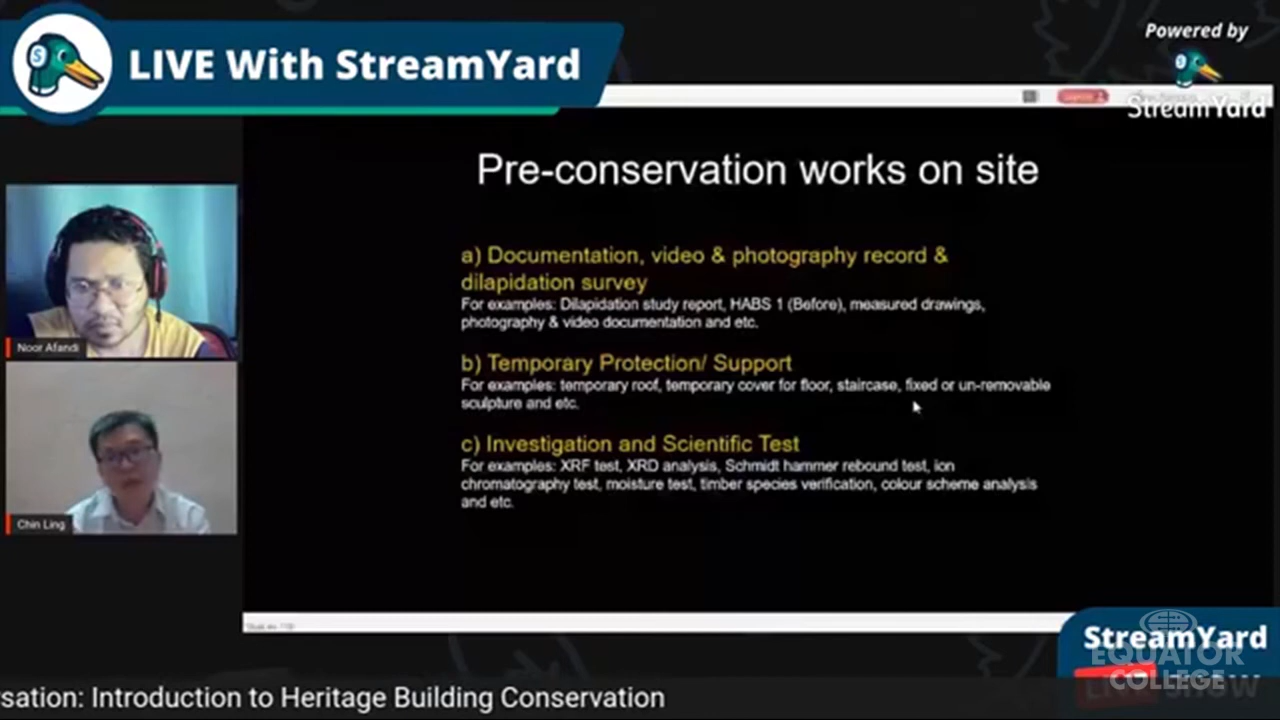 LIVE With StreamYard
Powered by
StreamYard
Pre-conservation works on site
a) Documentation, video & photography record &
dilapidation survey
For examples: Dilapidation study report, HABS 1 (Before), measured drawings,
photography & video documentation and etc.
b) Temporary Protection/ Support
For examples: temporary roof, temporary cover for floor, staircase, fixed or un-removable
sculpture and etc.
c) Investigation and Scientific Test
For examples: XRF test, XRD analysis, Schmidt hammer rebound test, ion
chromatography test, moisture test, timber species verification, colour scheme analysis
and etc.
Noor Afandi
Chin Ling
StreamYard
EQUATOR
COLLEGE
SHOW
sation: Introduction to Heritage Building Conservation